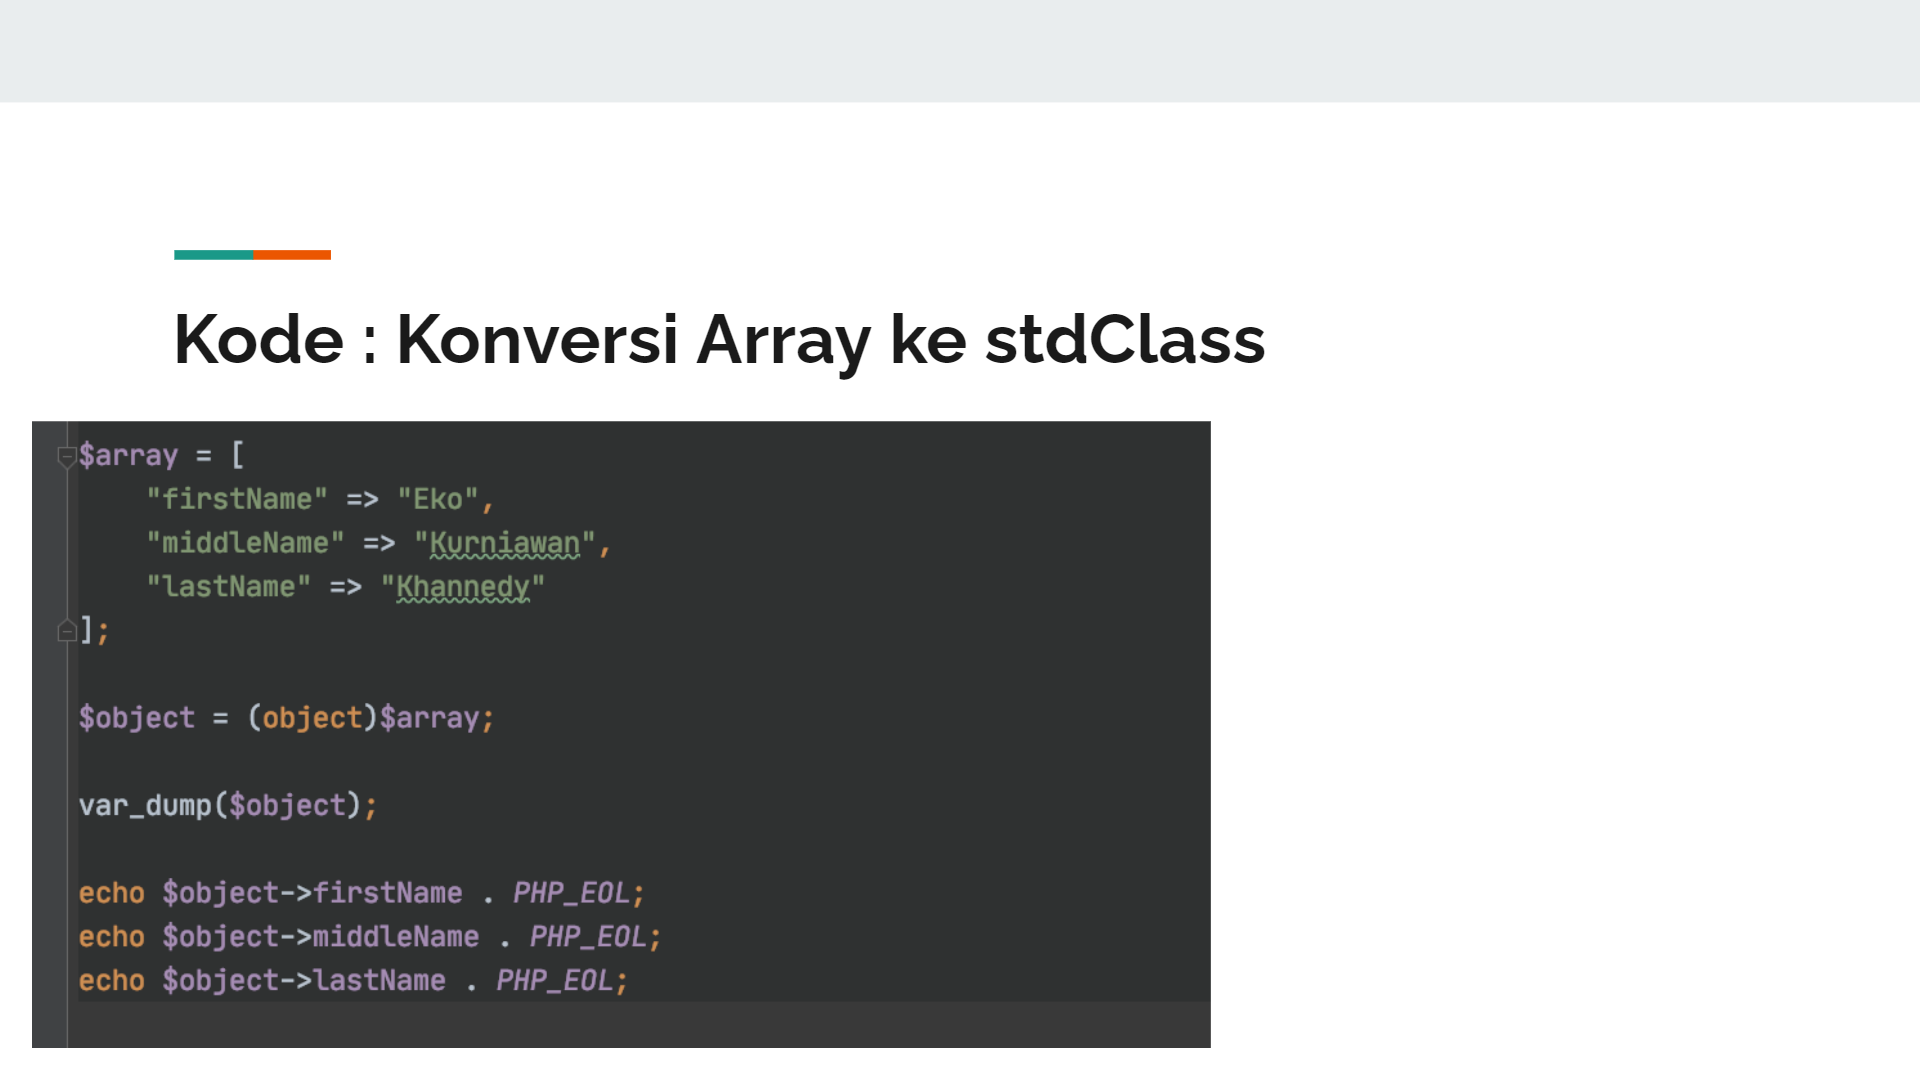 Kode : Konversi Array ke stdClass
$array = [
    "firstName" => "Eko",
    "middleName" => "Kurniawan",
    "lastName" => "Khannedy"
];
$object = (object)$array;
var_dump($object);
echo $object->firstName . PHP_EOL;
echo $object->middleName . PHP_EOL;
echo $object->lastName . PHP_EOL;